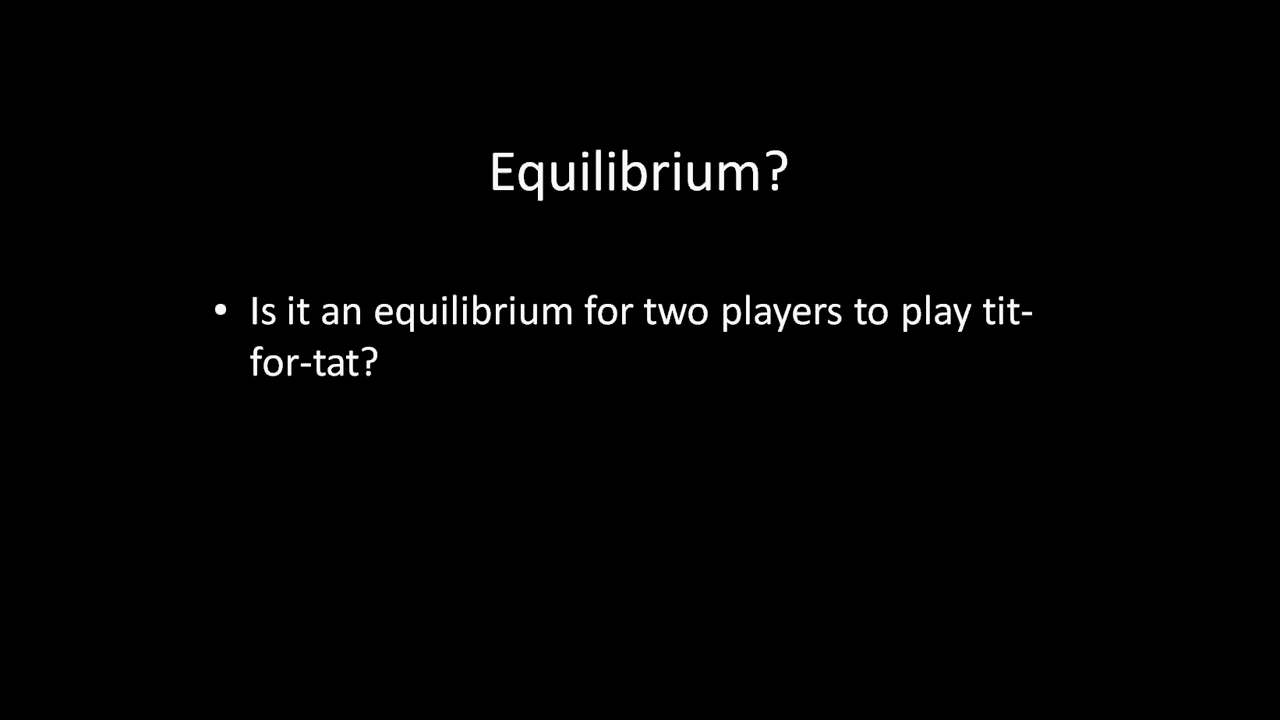 Equilibrium?
• Is it an equilibrium for two players to play tit-
for-tat?